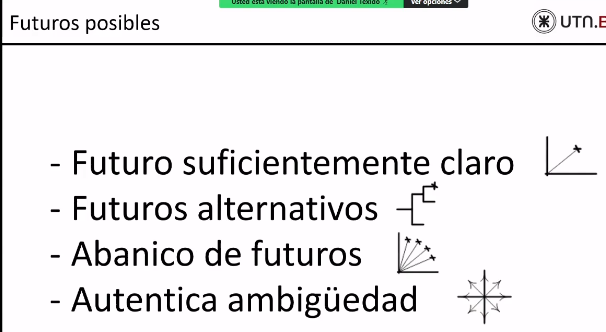 Usted está viendo la pantalla de Daniel Texido
Ver opciones
Futuros posibles
UTN.E
- Futuro suficientemente claro
- Futuros alternativos
- Abanico de futuros
- Autentica ambigüedad